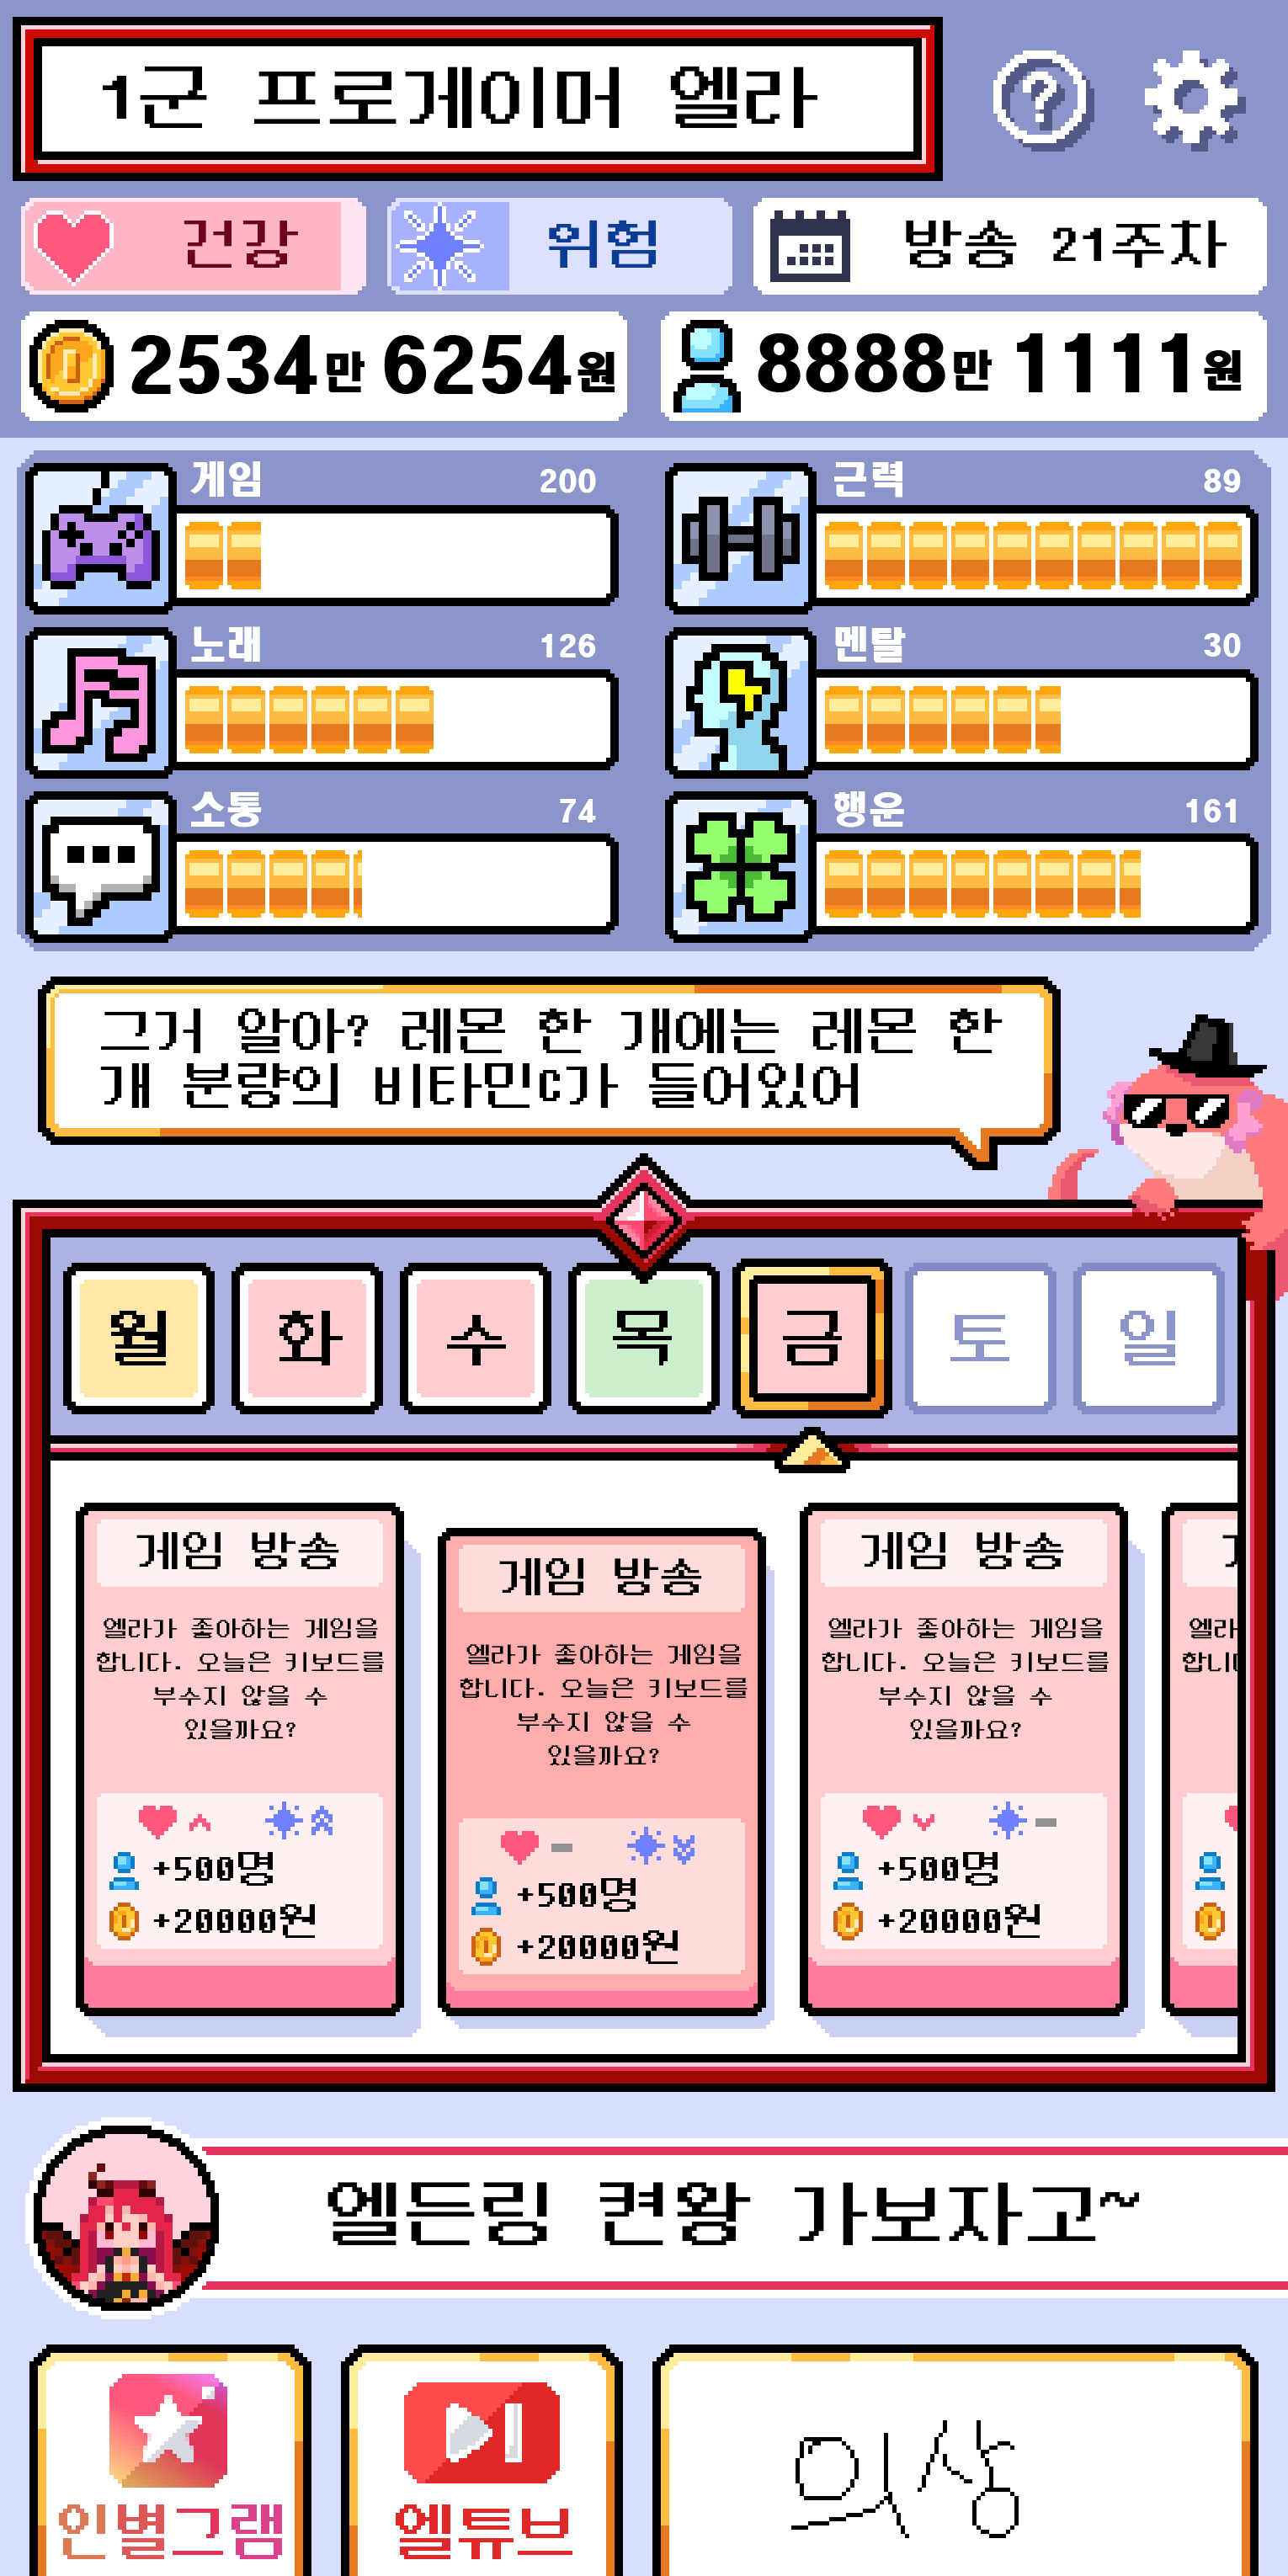 1군 프로게이머 엘라
건강
위험
방송 21주차
2534만 6254원
8888만 1111원
게임 200
근력 89
노래 126
멘탈 30
소통 74
행운 161
그거 알아? 레몬 한 개에는 레몬 한
개 분량의 비타민C가 들어있어
월 화 수 목 금 토 일
게임 방송
엘라가 좋아하는 게임을
합니다. 오늘은 키보드를
부수지 않을 수
있을까요?
+500명
+20000원
게임 방송
엘라가 좋아하는 게임을
합니다. 오늘은 키보드를
부수지 않을 수
있을까요?
+500명
+20000원
게임 방송
엘라가 좋아하는 게임을
합니다. 오늘은 키보드를
부수지 않을 수
있을까요?
+500명
+20000원
엘든링 켠왕 가보자고~
인별그램
엘튜브
의상